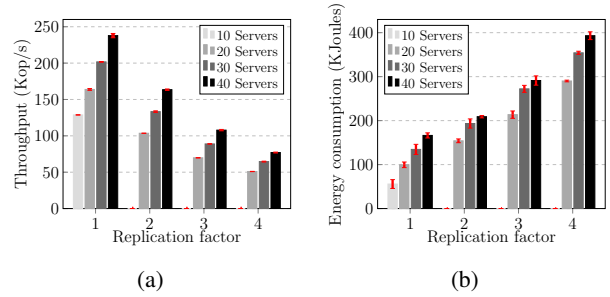 250
200
150
100
50
0
Throughput (Kop/s)
10 Servers
20 Servers
30 Servers
40 Servers
1 2 3 4
Replication factor
(a)
400
300
200
100
0
Energy consumption (KJoules)
10 Servers
20 Servers
30 Servers
40 Servers
1 2 3 4
Replication factor
(b)